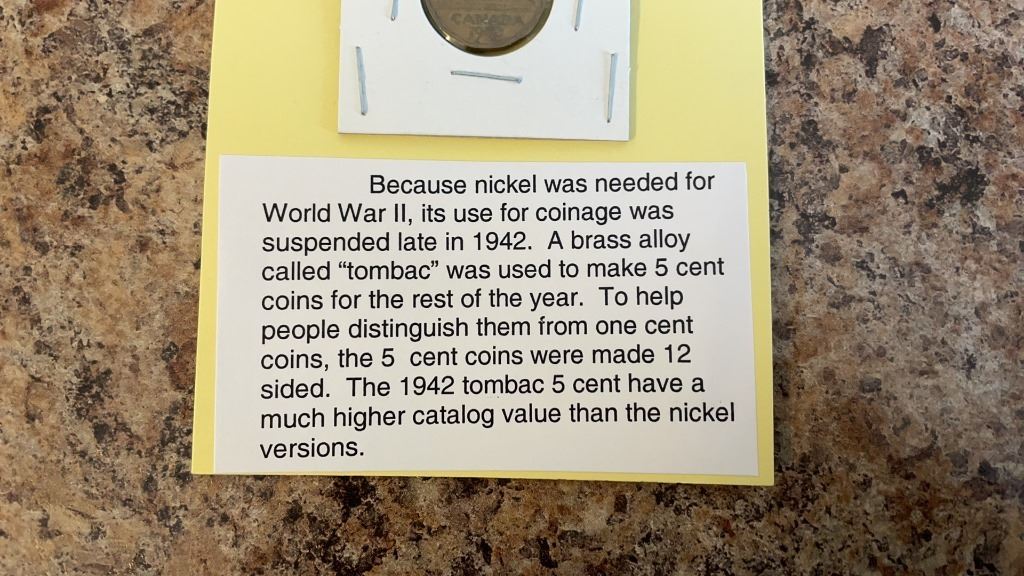 CANADA
Because nickel was needed for
World War II, its use for coinage was
suspended late in 1942.  A brass alloy
called “tombac” was used to make 5 cent
coins for the rest of the year.  To help
people distinguish them from one cent
coins, the 5  cent coins were made 12
sided.  The 1942 tombac 5 cent have a
much higher catalog value than the nickel
versions.